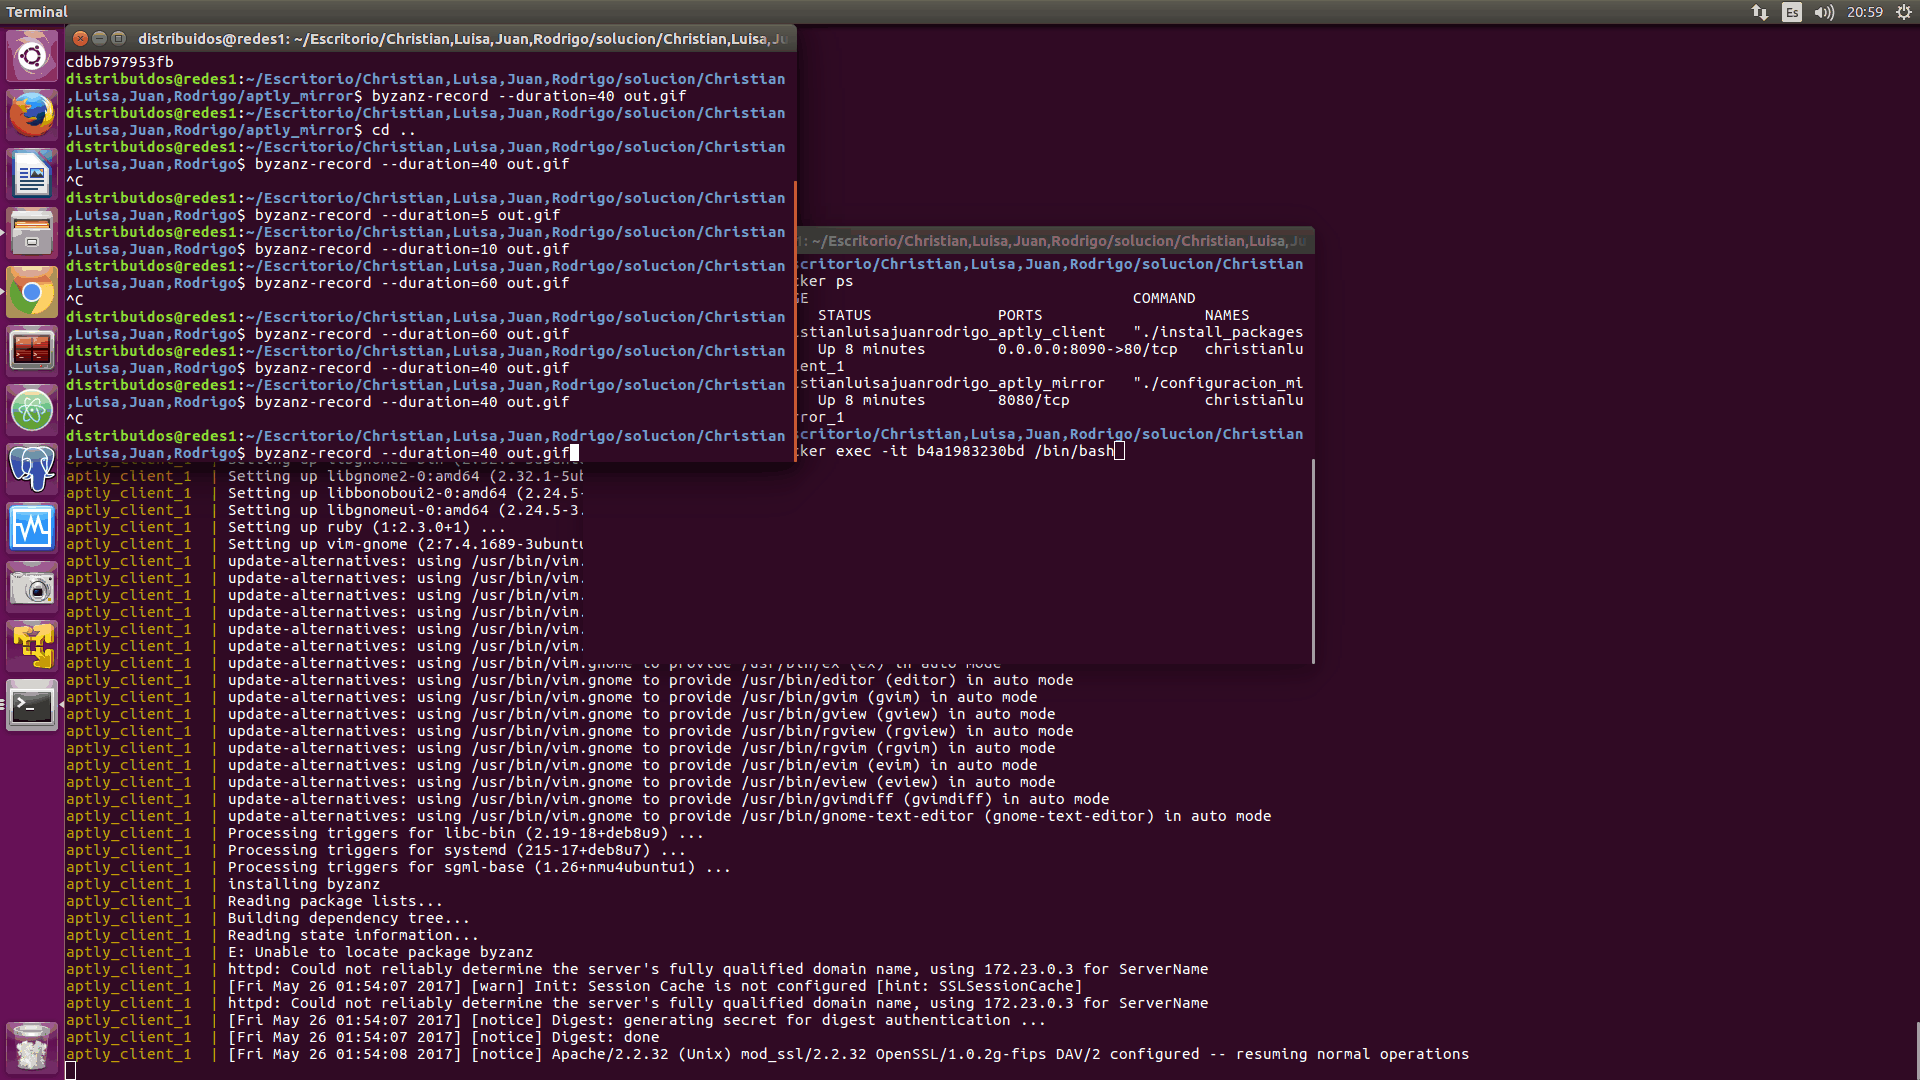 Terminal
Es
20:59
distribuidos@redes1: ~/Escritorio/Christian,Luisa,Juan,Rodrigo/solucion/Christian,Luisa,Ju
cdbb797953fb
distribuidos@redes1:~/Escritorio/Christian,Luisa,Juan,Rodrigo/solucion/Christian
,Luisa,Juan,Rodrigo/aptly_mirror$ byzanz-record --duration=40 out.gif
distribuidos@redes1:~/Escritorio/Christian,Luisa,Juan,Rodrigo/solucion/Christian
,Luisa,Juan,Rodrigo/aptly_mirror$ cd ..
distribuidos@redes1:~/Escritorio/Christian,Luisa,Juan,Rodrigo/solucion/Christian
,Luisa,Juan,Rodrigo$ byzanz-record --duration=40 out.gif
^C
distribuidos@redes1:~/Escritorio/Christian,Luisa,Juan,Rodrigo/solucion/Christian
,Luisa,Juan,Rodrigo$ byzanz-record --duration=5 out.gif
distribuidos@redes1:~/Escritorio/Christian,Luisa,Juan,Rodrigo/solucion/Christian
,Luisa,Juan,Rodrigo$ byzanz-record --duration=10 out.gif
distribuidos@redes1:~/Escritorio/Christian,Luisa,Juan,Rodrigo/solucion/Christian
,Luisa,Juan,Rodrigo$ byzanz-record --duration=60 out.gif
^C
distribuidos@redes1:~/Escritorio/Christian,Luisa,Juan,Rodrigo/solucion/Christian
,Luisa,Juan,Rodrigo$ byzanz-record --duration=60 out.gif
distribuidos@redes1:~/Escritorio/Christian,Luisa,Juan,Rodrigo/solucion/Christian
,Luisa,Juan,Rodrigo$ byzanz-record --duration=40 out.gif
distribuidos@redes1:~/Escritorio/Christian,Luisa,Juan,Rodrigo/solucion/Christian
,Luisa,Juan,Rodrigo$ byzanz-record --duration=40 out.gif
^C
distribuidos@redes1:~/Escritorio/Christian,Luisa,Juan,Rodrigo/solucion/Christian
,Luisa,Juan,Rodrigo$ byzanz-record --duration=40 out.gif
1: ~/Escritorio/Christian,Luisa,Juan,Rodrigo/solucion/Christian,Luisa,Ju
scritorio/Christian,Luisa,Juan,Rodrigo/solucion/Christian
ker ps
GE COMMAND
STATUS PORTS NAMES
stianluisajuanrodrigo_aptly_client "./install_packages
Up 8 minutes 0.0.0.0:8090->80/tcp christianlu
ent_1
stianluisajuanrodrigo_aptly_mirror "./configuracion_mi
Up 8 minutes 8080/tcp christianlu
ror_1
scritorio/Christian,Luisa,Juan,Rodrigo/solucion/Christian
ker exec -it b4a1983230bd /bin/bash
aptly_client_1 | Setting up libgnome2-0:amd64 (2.32.1-5ub
aptly_client_1 | Setting up libbonoboui2-0:amd64 (2.24.5-
aptly_client_1 | Setting up libgnomeui-0:amd64 (2.24.5-3.
aptly_client_1 | Setting up ruby (1:2.3.0+1) ...
aptly_client_1 | Setting up vim-gnome (2:7.4.1689-3ubuntu
aptly_client_1 | update-alternatives: using /usr/bin/vim.
aptly_client_1 | update-alternatives: using /usr/bin/vim.
aptly_client_1 | update-alternatives: using /usr/bin/vim.
aptly_client_1 | update-alternatives: using /usr/bin/vim.
aptly_client_1 | update-alternatives: using /usr/bin/vim.
aptly_client_1 | update-alternatives: using /usr/bin/vim.
aptly_client_1 | update-alternatives: using /usr/bin/vim.gnome to provide /usr/bin/ex (ex) in auto mode
aptly_client_1 | update-alternatives: using /usr/bin/vim.gnome to provide /usr/bin/editor (editor) in auto mode
aptly_client_1 | update-alternatives: using /usr/bin/vim.gnome to provide /usr/bin/gvim (gvim) in auto mode
aptly_client_1 | update-alternatives: using /usr/bin/vim.gnome to provide /usr/bin/gview (gview) in auto mode
aptly_client_1 | update-alternatives: using /usr/bin/vim.gnome to provide /usr/bin/rgview (rgview) in auto mode
aptly_client_1 | update-alternatives: using /usr/bin/vim.gnome to provide /usr/bin/rgvim (rgvim) in auto mode
aptly_client_1 | update-alternatives: using /usr/bin/vim.gnome to provide /usr/bin/evim (evim) in auto mode
aptly_client_1 | update-alternatives: using /usr/bin/vim.gnome to provide /usr/bin/eview (eview) in auto mode
aptly_client_1 | update-alternatives: using /usr/bin/vim.gnome to provide /usr/bin/gvimdiff (gvimdiff) in auto mode
aptly_client_1 | update-alternatives: using /usr/bin/vim.gnome to provide /usr/bin/gnome-text-editor (gnome-text-editor) in auto mode
aptly_client_1 | Processing triggers for libc-bin (2.19-18+deb8u9) ...
aptly_client_1 | Processing triggers for systemd (215-17+deb8u7) ...
aptly_client_1 | Processing triggers for sgml-base (1.26+nmu4ubuntu1) ...
aptly_client_1 | installing byzanz
aptly_client_1 | Reading package lists...
aptly_client_1 | Building dependency tree...
aptly_client_1 | Reading state information...
aptly_client_1 | E: Unable to locate package byzanz
aptly_client_1 | httpd: Could not reliably determine the server's fully qualified domain name, using 172.23.0.3 for ServerName
aptly_client_1 | [Fri May 26 01:54:07 2017] [warn] Init: Session Cache is not configured [hint: SSLSessionCache]
aptly_client_1 | httpd: Could not reliably determine the server's fully qualified domain name, using 172.23.0.3 for ServerName
aptly_client_1 | [Fri May 26 01:54:07 2017] [notice] Digest: generating secret for digest authentication ...
aptly_client_1 | [Fri May 26 01:54:07 2017] [notice] Digest: done
aptly_client_1 | [Fri May 26 01:54:08 2017] [notice] Apache/2.2.32 (Unix) mod_ssl/2.2.32 OpenSSL/1.0.2g-fips DAV/2 configured -- resuming normal operations